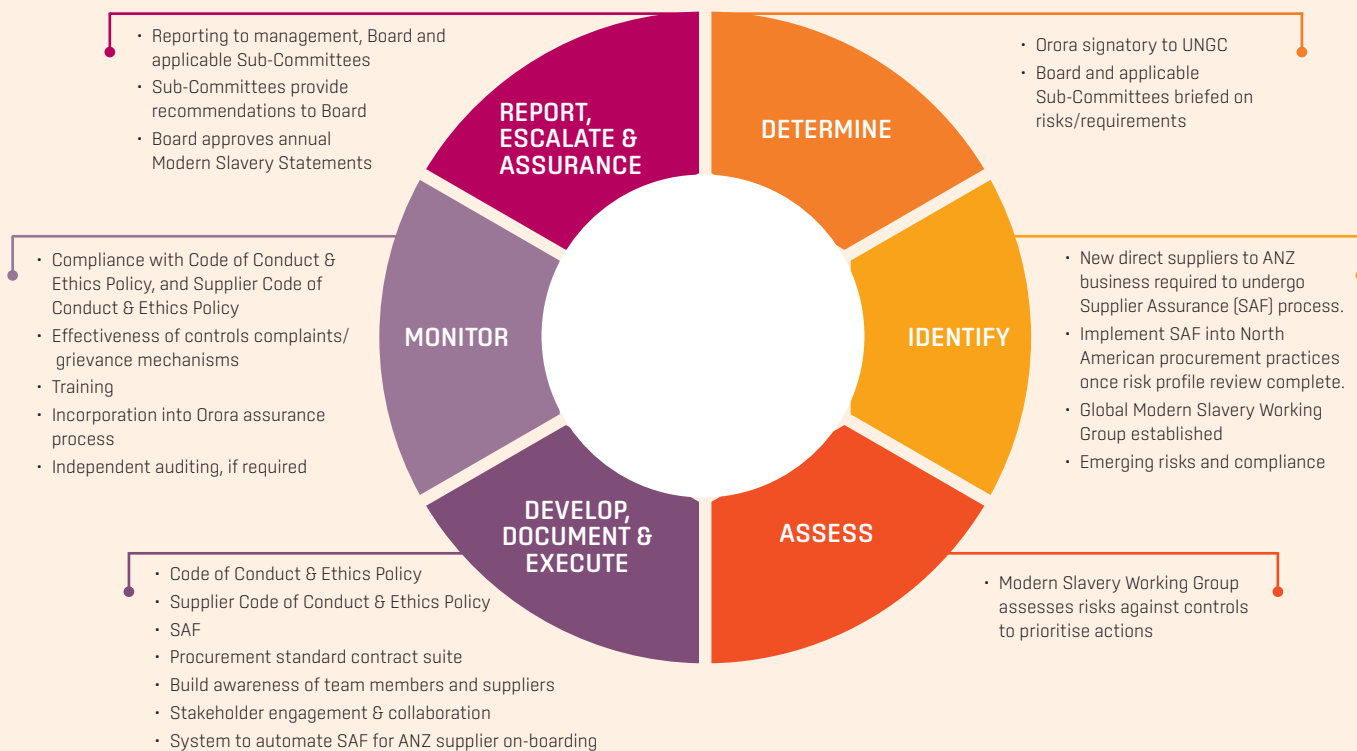 REPORT,
ESCALATE &
ASSURANCE
• Reporting to management, Board and
applicable Sub-Committees
• Sub-Committees provide
recommendations to Board
• Board approves annual
Modern Slavery Statements
DETERMINE
• Orora signatory to UNGC
• Board and applicable
Sub-Committees briefed on
risks/requirements
MONITOR
• Compliance with Code of Conduct &
Ethics Policy, and Supplier Code of
Conduct & Ethics Policy
• Effectiveness of controls complaints/
grievance mechanisms
• Training
• Incorporation into Orora assurance
process
• Independent auditing, if required
IDENTIFY
• New direct suppliers to ANZ
business required to undergo
Supplier Assurance (SAF) process.
• Implement SAF into North
American procurement practices
once risk profile review complete.
• Global Modern Slavery Working
Group established
• Emerging risks and compliance
DEVELOP,
DOCUMENT &
EXECUTE
• Code of Conduct & Ethics Policy
• Supplier Code of Conduct & Ethics Policy
• SAF
• Procurement standard contract suite
• Build awareness of team members and suppliers
• Stakeholder engagement & collaboration
• System to automate SAF for ANZ supplier on-boarding
ASSESS
• Modern Slavery Working Group
assesses risks against controls
to prioritise actions